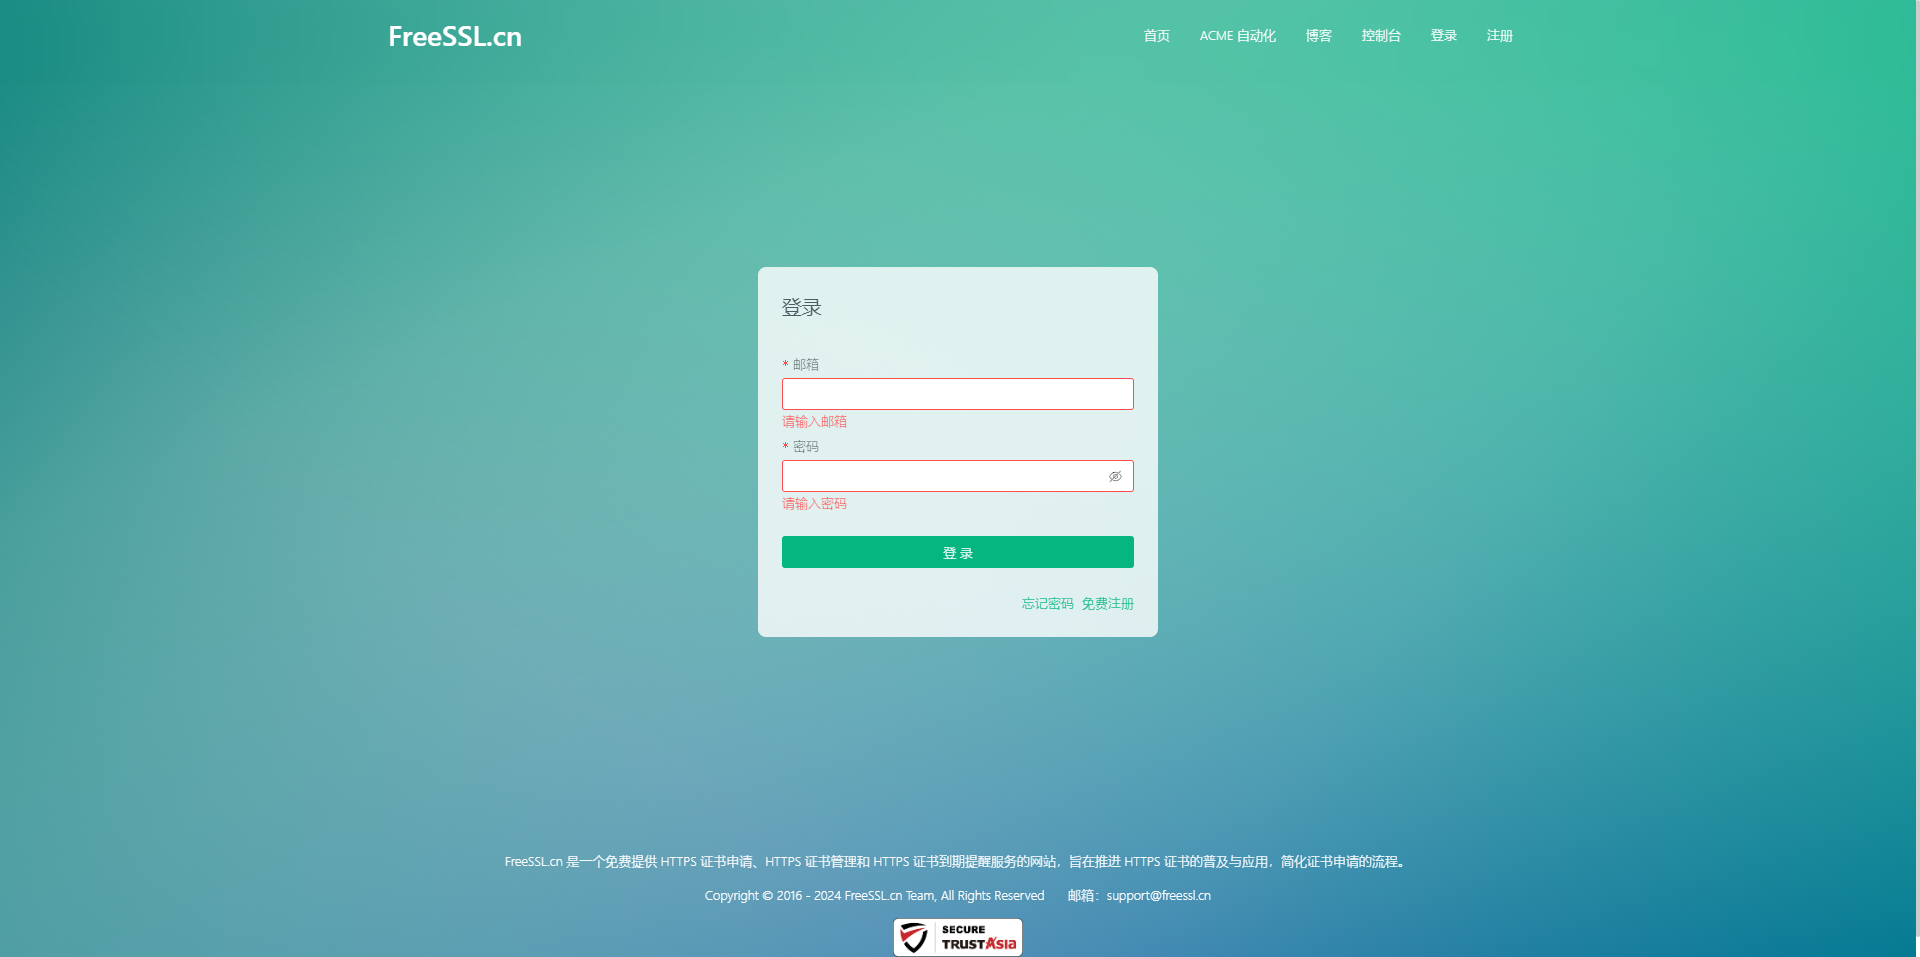 FreeSSL.cn
首页 ACME 自动化 博客 控制台 登录 注册
登录
* 邮箱
请输入邮箱
* 密码
请输入密码
登 录
忘记密码 免费注册
FreeSSL.cn 是一个免费提供 HTTPS 证书申请、HTTPS 证书管理和 HTTPS 证书到期提醒服务的网站，旨在推进 HTTPS 证书的普及与应用，简化证书申请的流程。
Copyright © 2016 - 2024 FreeSSL.cn Team, All Rights Reserved 邮箱：support@freessl.cn
SECURE
TRUSTAsia